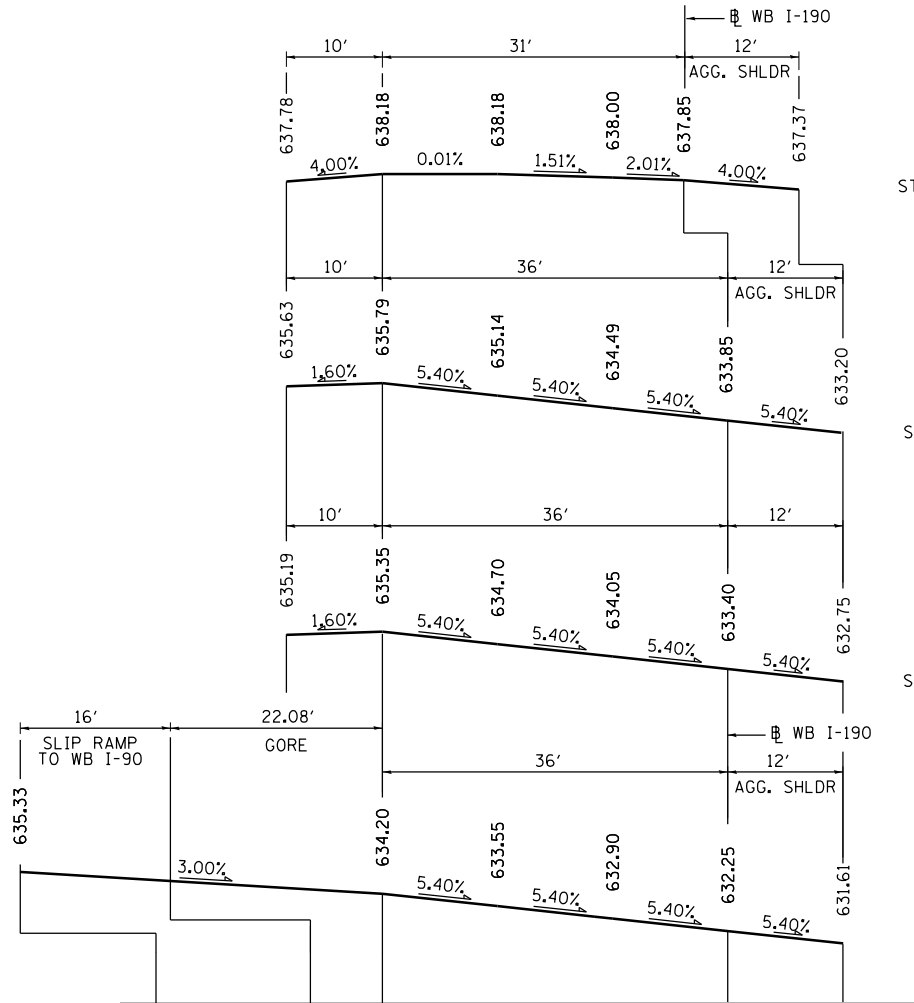 ℄ WB I-190
10' 31' 12'
AGG. SHLDR
637.78 638.18 638.18 638.00 637.85 637.37
4.00% 0.01% 1.51% 2.01% 4.00%
ST
10' 36' 12'
AGG. SHLDR
635.63 635.79 635.14 634.49 633.85 633.20
1.60% 5.40% 5.40% 5.40% 5.40%
S
10' 36' 12'
635.19 635.35 634.70 634.05 633.40 632.75
1.60% 5.40% 5.40% 5.40% 5.40%
S
16' 22.08'
SLIP RAMP
TO WB I-90
GORE
℄ WB I-190
36' 12'
AGG. SHLDR
635.33 634.20 633.55 632.90 632.25 631.61
3.00% 5.40% 5.40% 5.40% 5.40%